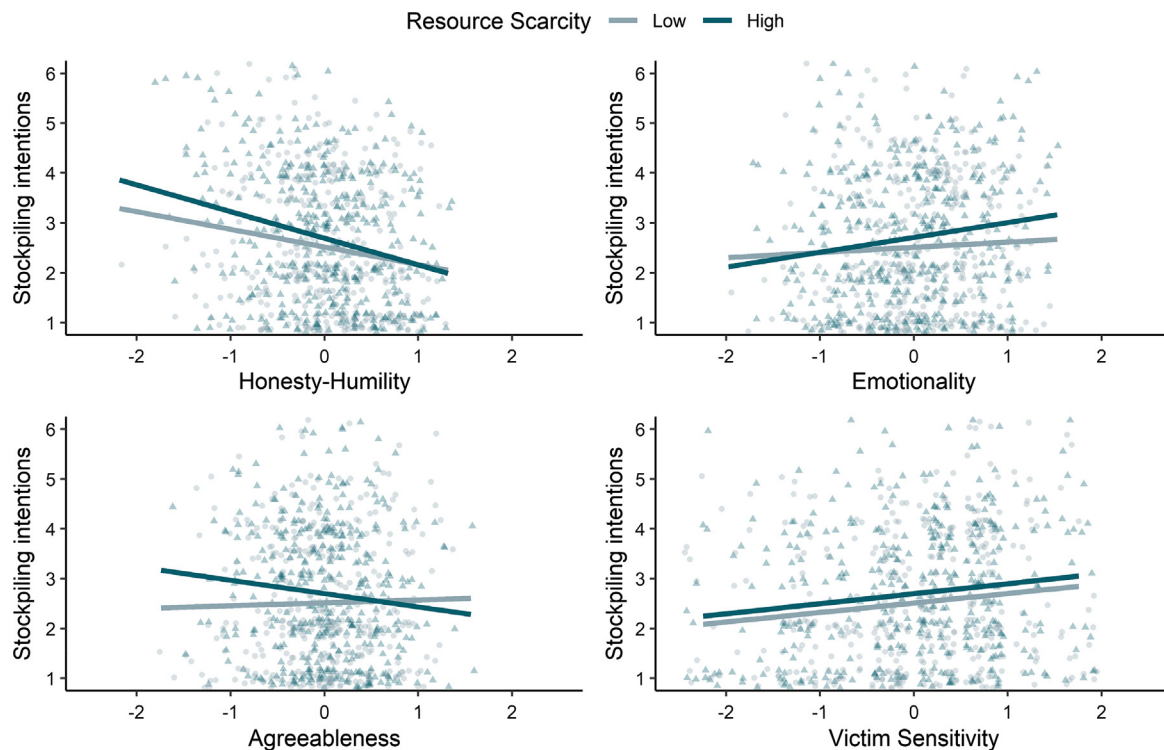 Resource Scarcity Low High
Stockpiling intentions
6
5
4
3
2
1
-2 -1 0 1 2
Honesty-Humility
Stockpiling intentions
6
5
4
3
2
1
-2 -1 0 1 2
Emotionality
Stockpiling intentions
6
5
4
3
2
1
-2 -1 0 1 2
Agreeableness
Stockpiling intentions
6
5
4
3
2
1
-2 -1 0 1 2
Victim Sensitivity